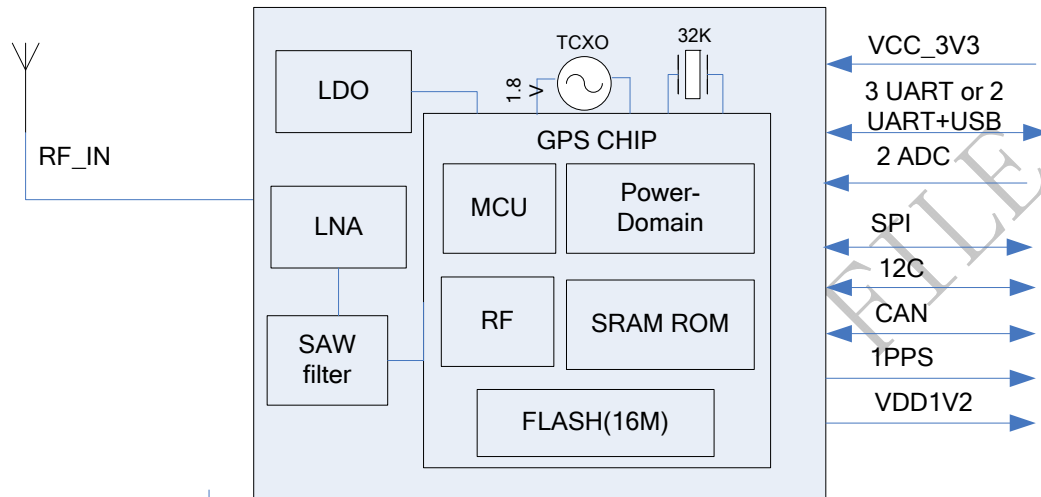 TCXO
32K
VCC_3V3
LDO
1.8
V
3 UART or 2
UART+USB
GPS CHIP
RF_IN
2 ADC
MCU
Power-
Domain
LNA
SPI
12C
RF
SRAM ROM
CAN
SAW
filter
1PPS
FLASH(16M)
VDD1V2
FILE